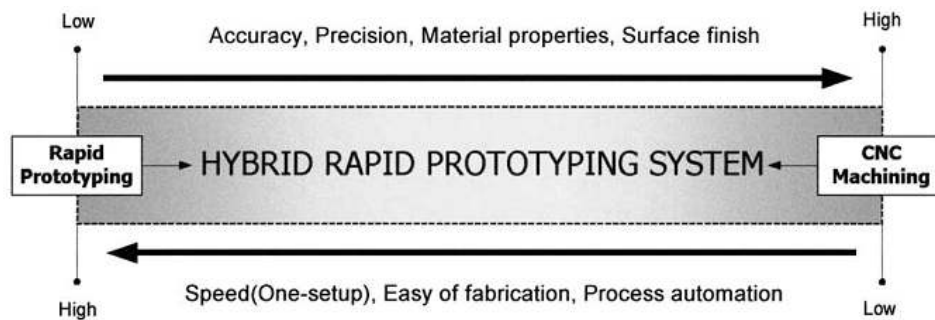 Low
High
Accuracy, Precision, Material properties, Surface finish
Rapid
Prototyping
HYBRID RAPID PROTOTYPING SYSTEM
CNC
Machining
Speed(One-setup), Easy of fabrication, Process automation
High
Low